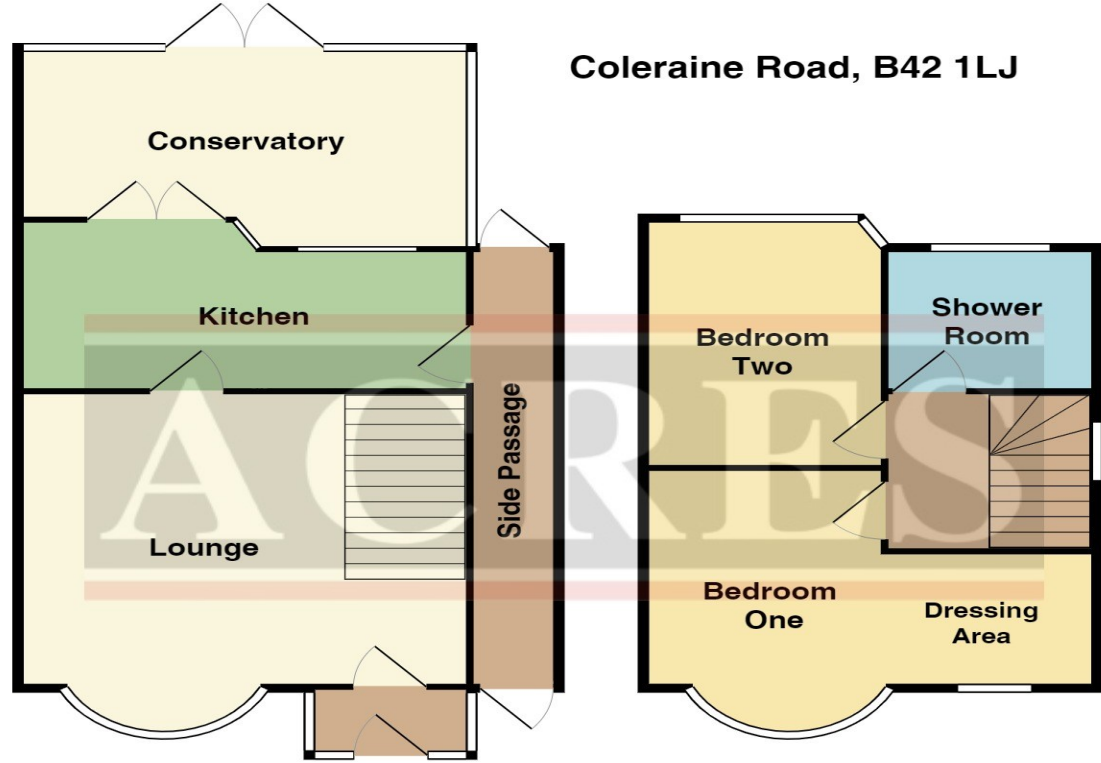 Coleraine Road, B42 1LJ
Conservatory
Kitchen
Side Passage
Lounge
Bedroom
Two
Shower
Room
Bedroom
One
Dressing
Area
ACRES